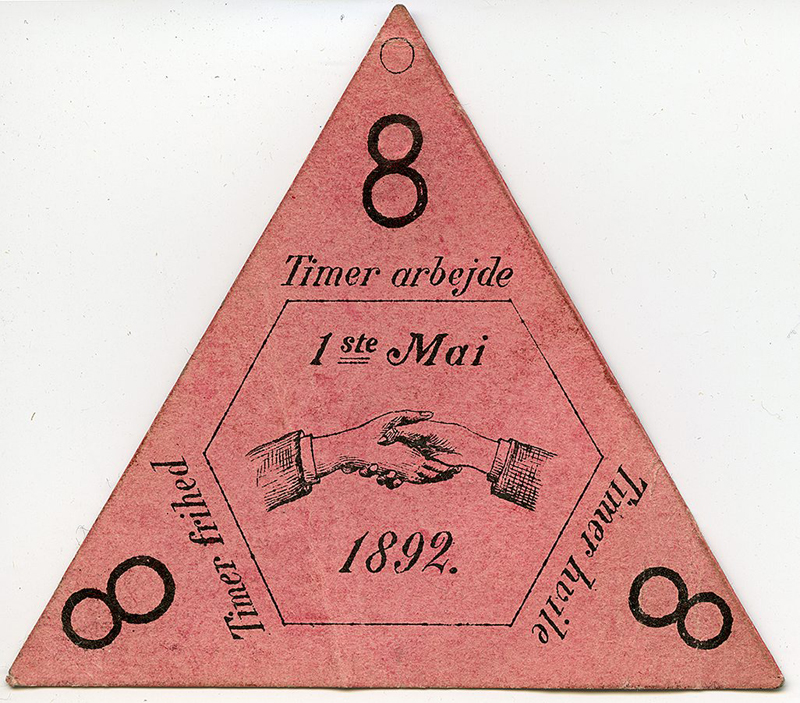 8
Timer arbejde
1ste Mai
1892.
8
Timer frihed
8
Timer hvile